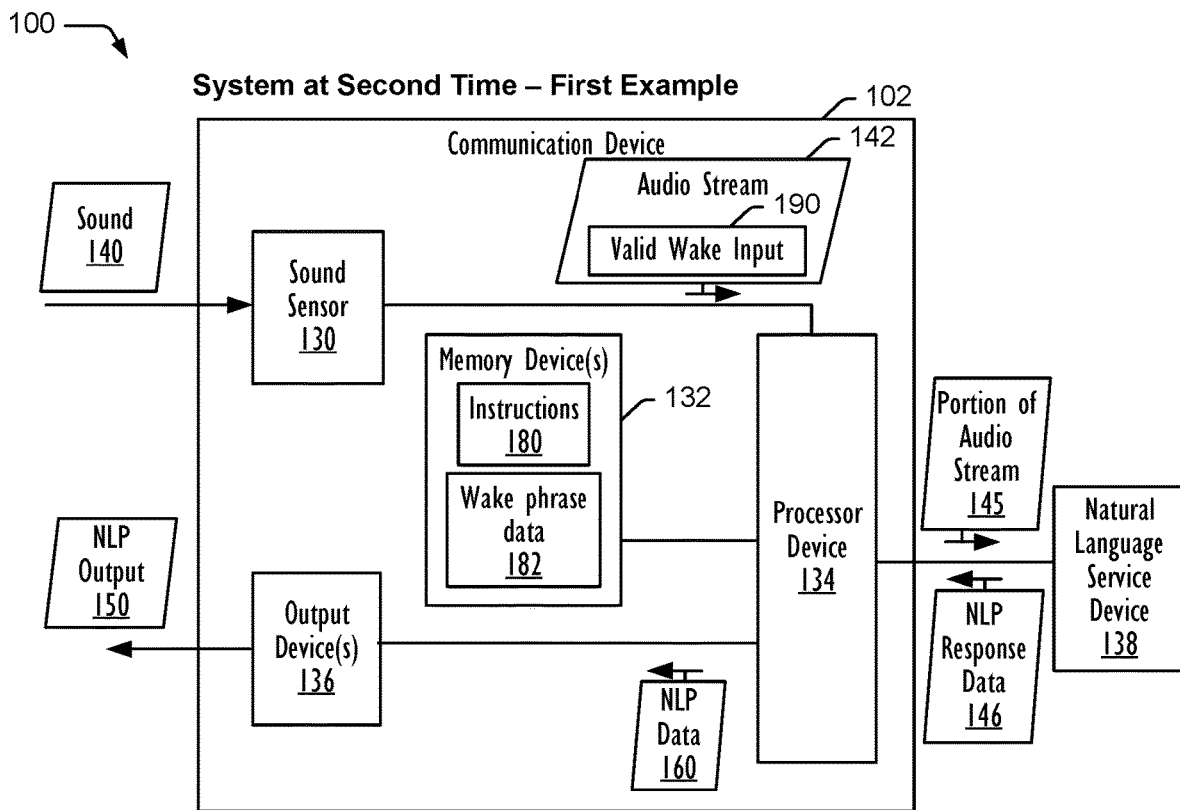 100
System at Second Time – First Example
102
Communication Device
142
Audio Stream
190
Valid Wake Input
Sound
140
Sound
Sensor
130
Memory Device(s)
132
Instructions
180
Wake phrase
data
182
Processor
Device
134
Portion of
Audio
Stream
145
Natural
Language
Service
Device
138
NLP
Response
Data
146
NLP
Output
150
Output
Device(s)
136
NLP
Data
160